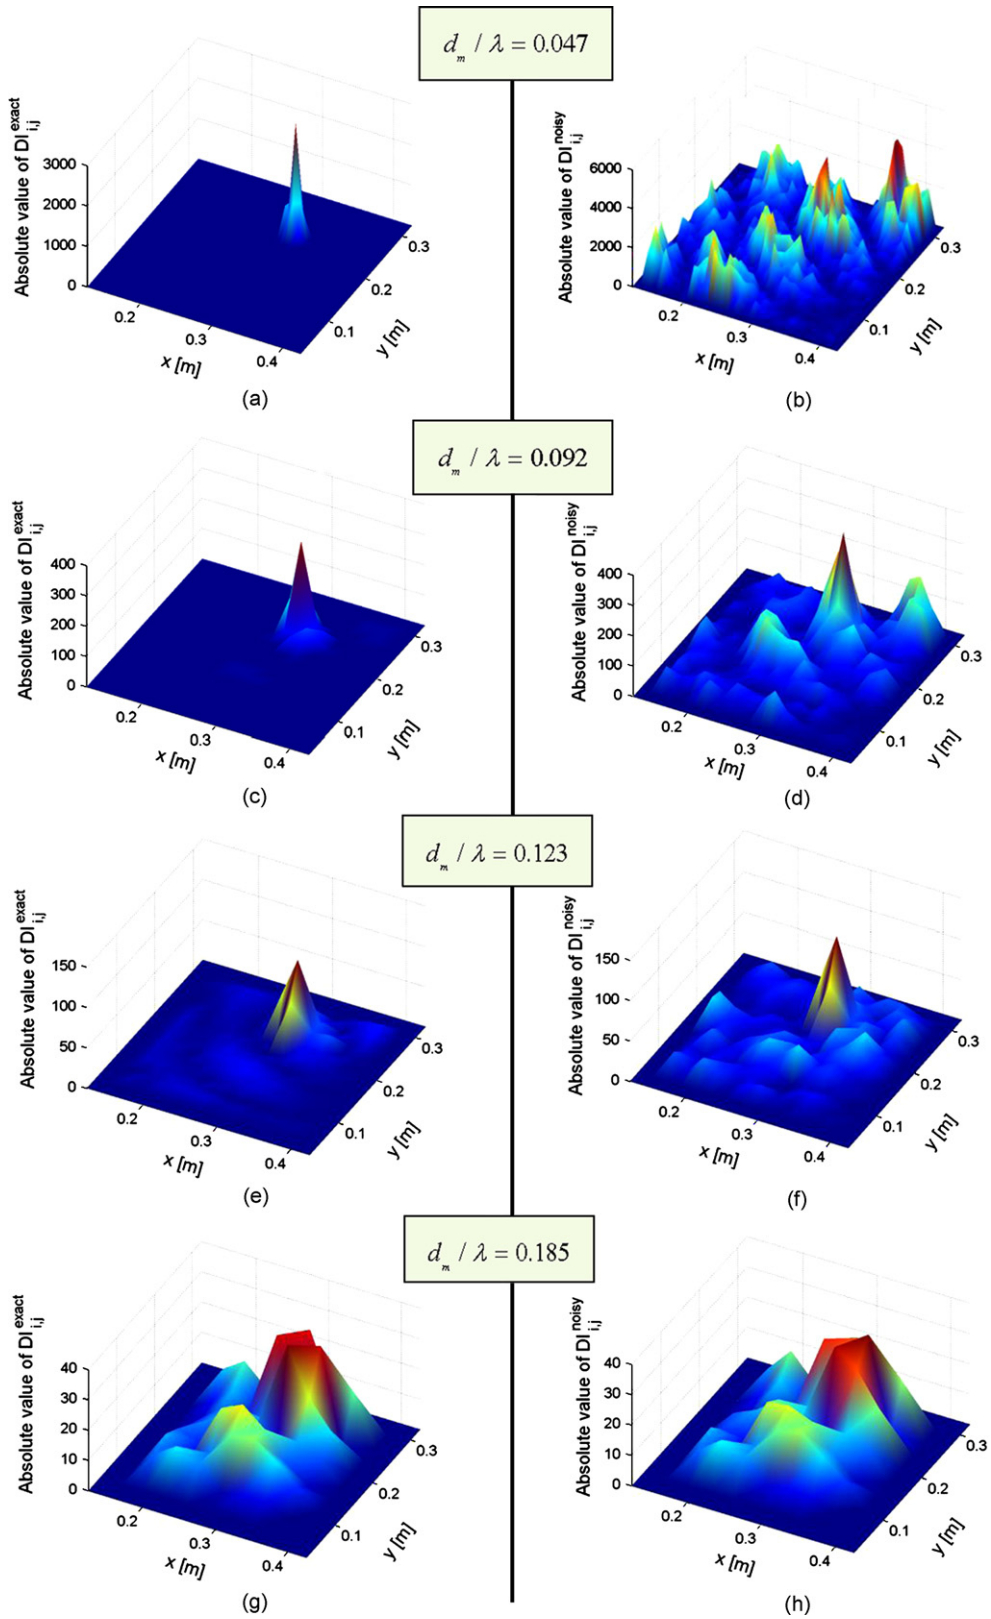 d_m / λ = 0.047
Absolute value of DI_{i,j}^{exact}
3000
2000
1000
0
0.2
0.3
0.4
x [m]
0.1
0.2
0.3
y [m]
(a)
Absolute value of DI_{i,j}^{noisy}
6000
4000
2000
0
0.2
0.3
0.4
x [m]
0.1
0.2
0.3
y [m]
(b)
d_m / λ = 0.092
Absolute value of DI_{i,j}^{exact}
400
300
200
100
0
0.2
0.3
0.4
x [m]
0.1
0.2
0.3
y [m]
(c)
Absolute value of DI_{i,j}^{noisy}
400
300
200
100
0
0.2
0.3
0.4
x [m]
0.1
0.2
0.3
y [m]
(d)
d_m / λ = 0.123
Absolute value of DI_{i,j}^{exact}
150
100
50
0
0.2
0.3
0.4
x [m]
0.1
0.2
0.3
y [m]
(e)
Absolute value of DI_{i,j}^{noisy}
150
100
50
0
0.2
0.3
0.4
x [m]
0.1
0.2
0.3
y [m]
(f)
d_m / λ = 0.185
Absolute value of DI_{i,j}^{exact}
40
30
20
10
0
0.2
0.3
0.4
x [m]
0.1
0.2
0.3
y [m]
(g)
Absolute value of DI_{i,j}^{noisy}
40
30
20
10
0
0.2
0.3
0.4
x [m]
0.1
0.2
0.3
y [m]
(h)